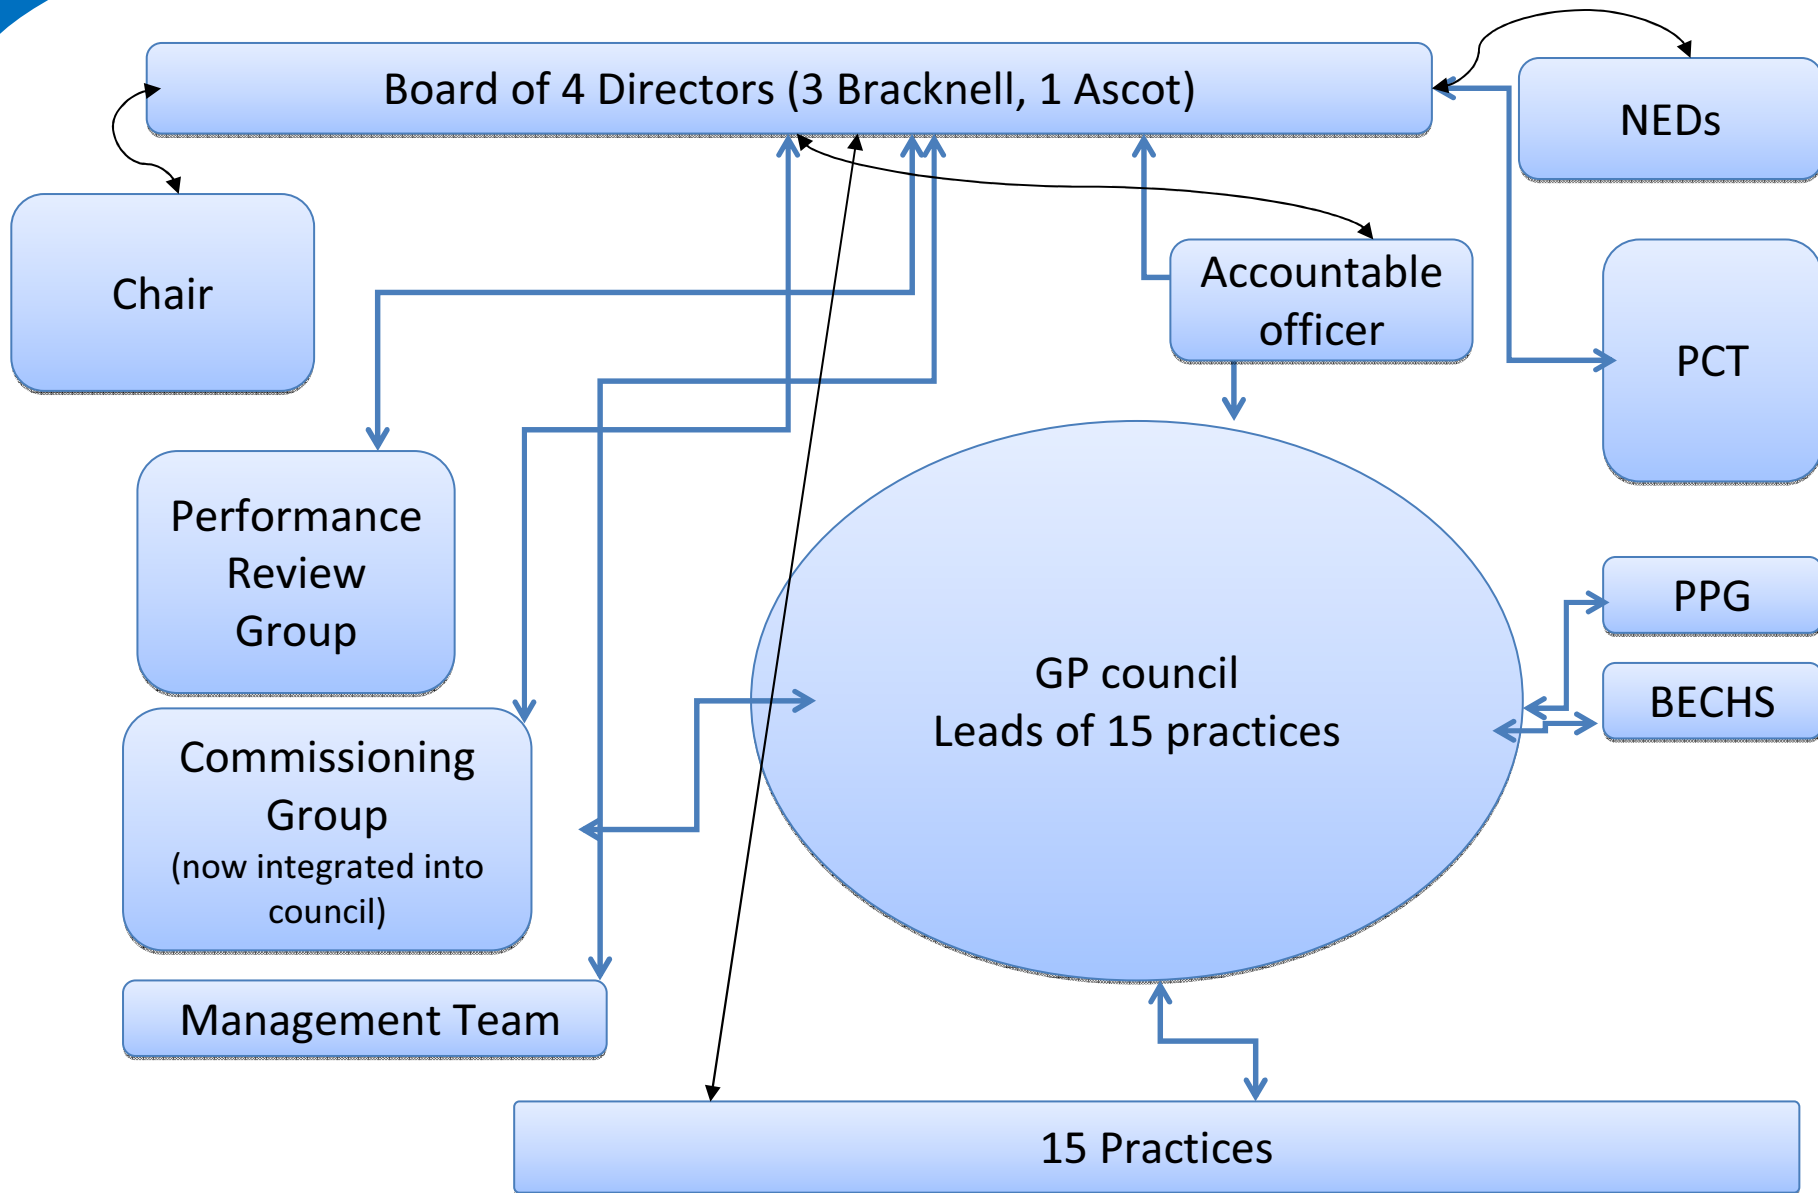 Board of 4 Directors (3 Bracknell, 1 Ascot)
NEDs
Chair
Accountable
officer
PCT
Performance
Review
Group
PPG
GP council
Leads of 15 practices
BECHS
Commissioning
Group
(now integrated into
council)
Management Team
15 Practices